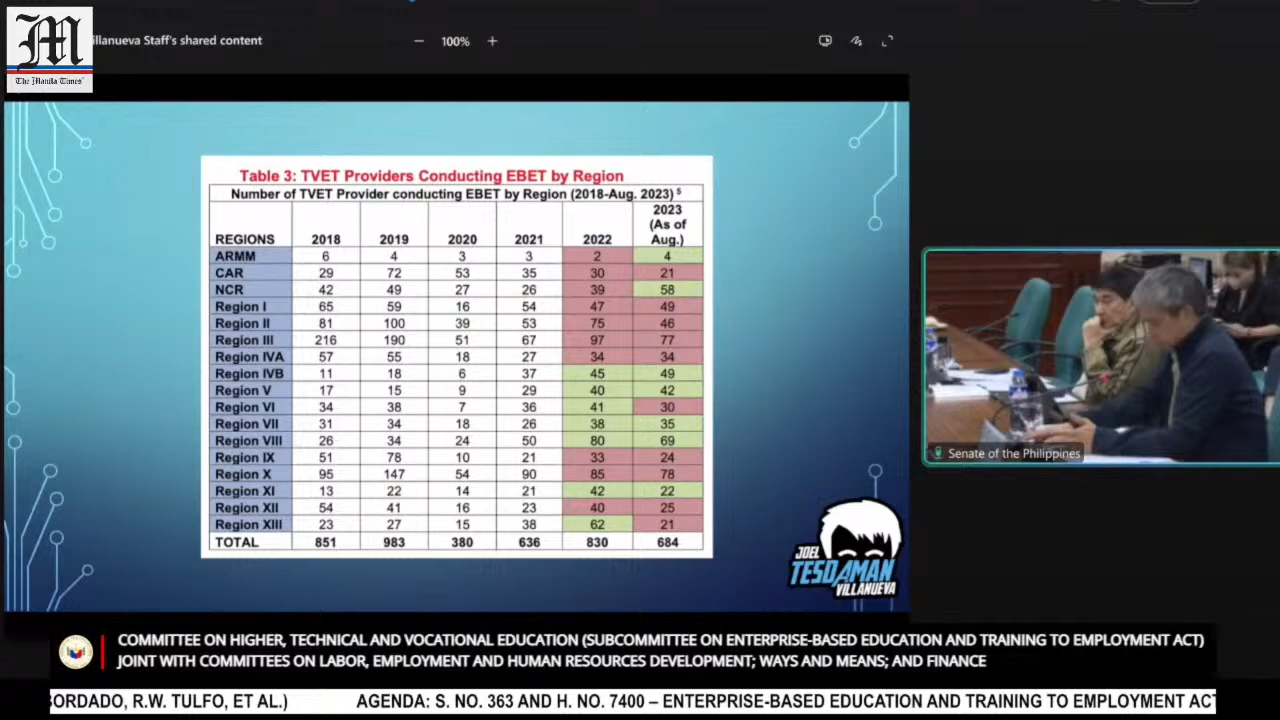 M
The Manila Times
illanueva Staff's shared content
− 100% +
Table 3: TVET Providers Conducting EBET by Region
Number of TVET Provider conducting EBET by Region (2018-Aug. 2023) 5
REGIONS 2018 2019 2020 2021 2022 2023 (As of Aug.)
ARMM 6 4 3 3 2 4
CAR 29 72 53 35 30 21
NCR 42 49 27 26 39 58
Region I 65 59 16 54 47 49
Region II 81 100 39 53 75 46
Region III 216 190 51 67 97 77
Region IVA 57 55 18 27 34 34
Region IVB 11 18 6 37 45 49
Region V 17 15 9 29 40 42
Region VI 34 38 7 36 41 30
Region VII 31 34 18 26 38 35
Region VIII 26 34 24 50 80 69
Region IX 51 78 10 21 33 24
Region X 95 147 54 90 85 78
Region XI 13 22 14 21 42 22
Region XII 54 41 16 23 40 25
Region XIII 23 27 15 38 62 21
TOTAL 851 983 380 636 830 684
JOEL
TESDAMAN
VILLANUEVA
Senate of the Philippines
COMMITTEE ON HIGHER, TECHNICAL AND VOCATIONAL EDUCATION (SUBCOMMITTEE ON ENTERPRISE-BASED EDUCATION AND TRAINING TO EMPLOYMENT ACT)
JOINT WITH COMMITTEES ON LABOR, EMPLOYMENT AND HUMAN RESOURCES DEVELOPMENT; WAYS AND MEANS; AND FINANCE
ORDADO, R.W. TULFO, ET AL.) AGENDA: S. NO. 363 AND H. NO. 7400 – ENTERPRISE-BASED EDUCATION AND TRAINING TO EMPLOYMENT ACT